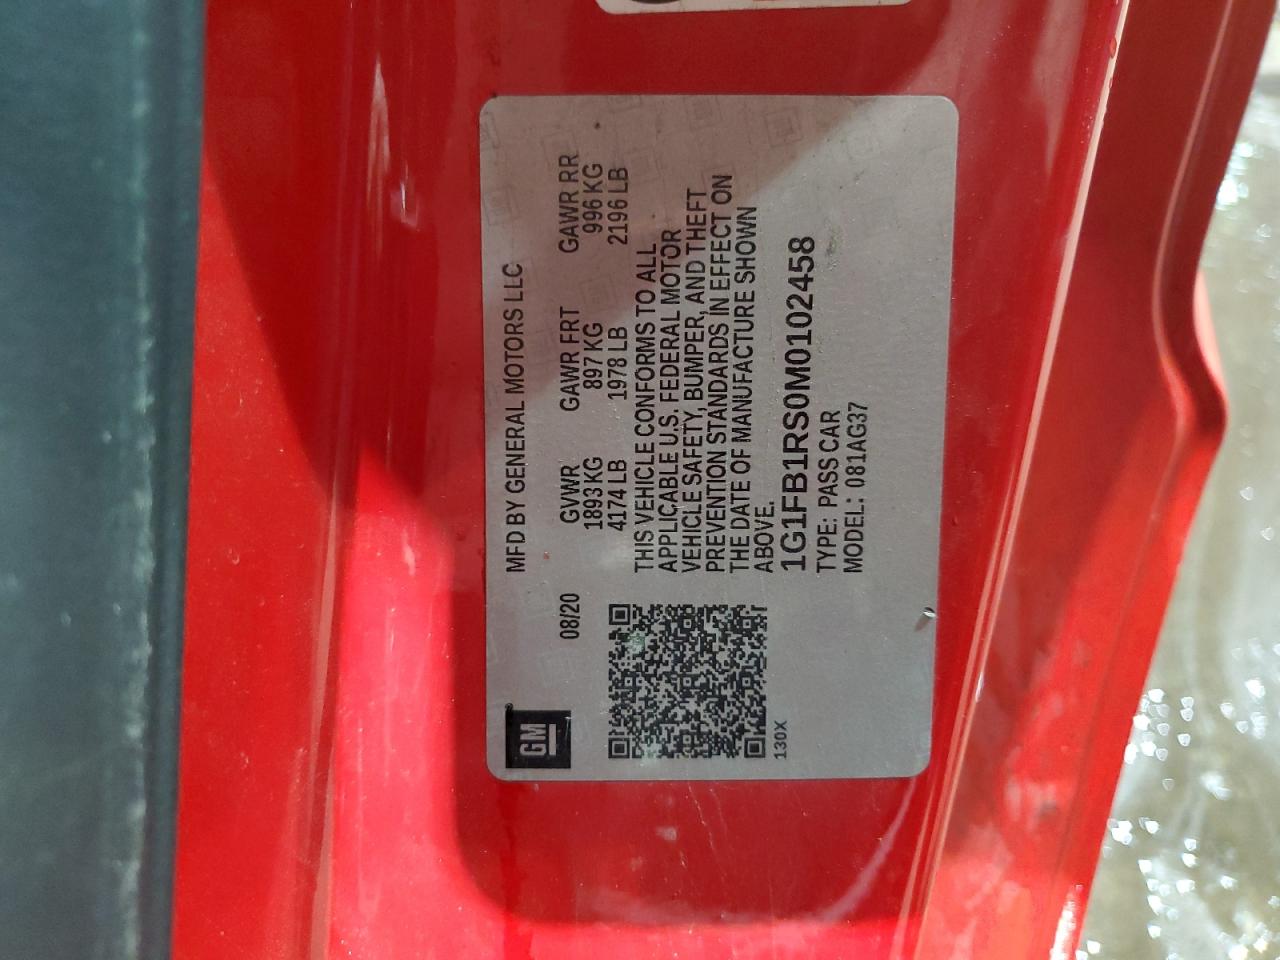 MFD BY GENERAL MOTORS LLC
08/20
GVWR GAWR FRT GAWR RR
1893 KG 897 KG 996 KG
4174 LB 1978 LB 2196 LB
THIS VEHICLE CONFORMS TO ALL
APPLICABLE U.S. FEDERAL MOTOR
VEHICLE SAFETY, BUMPER, AND THEFT
PREVENTION STANDARDS IN EFFECT ON
THE DATE OF MANUFACTURE SHOWN
ABOVE.
1G1FB1RS0M0102458
TYPE: PASS CAR
MODEL: 081AG37
GM
130X